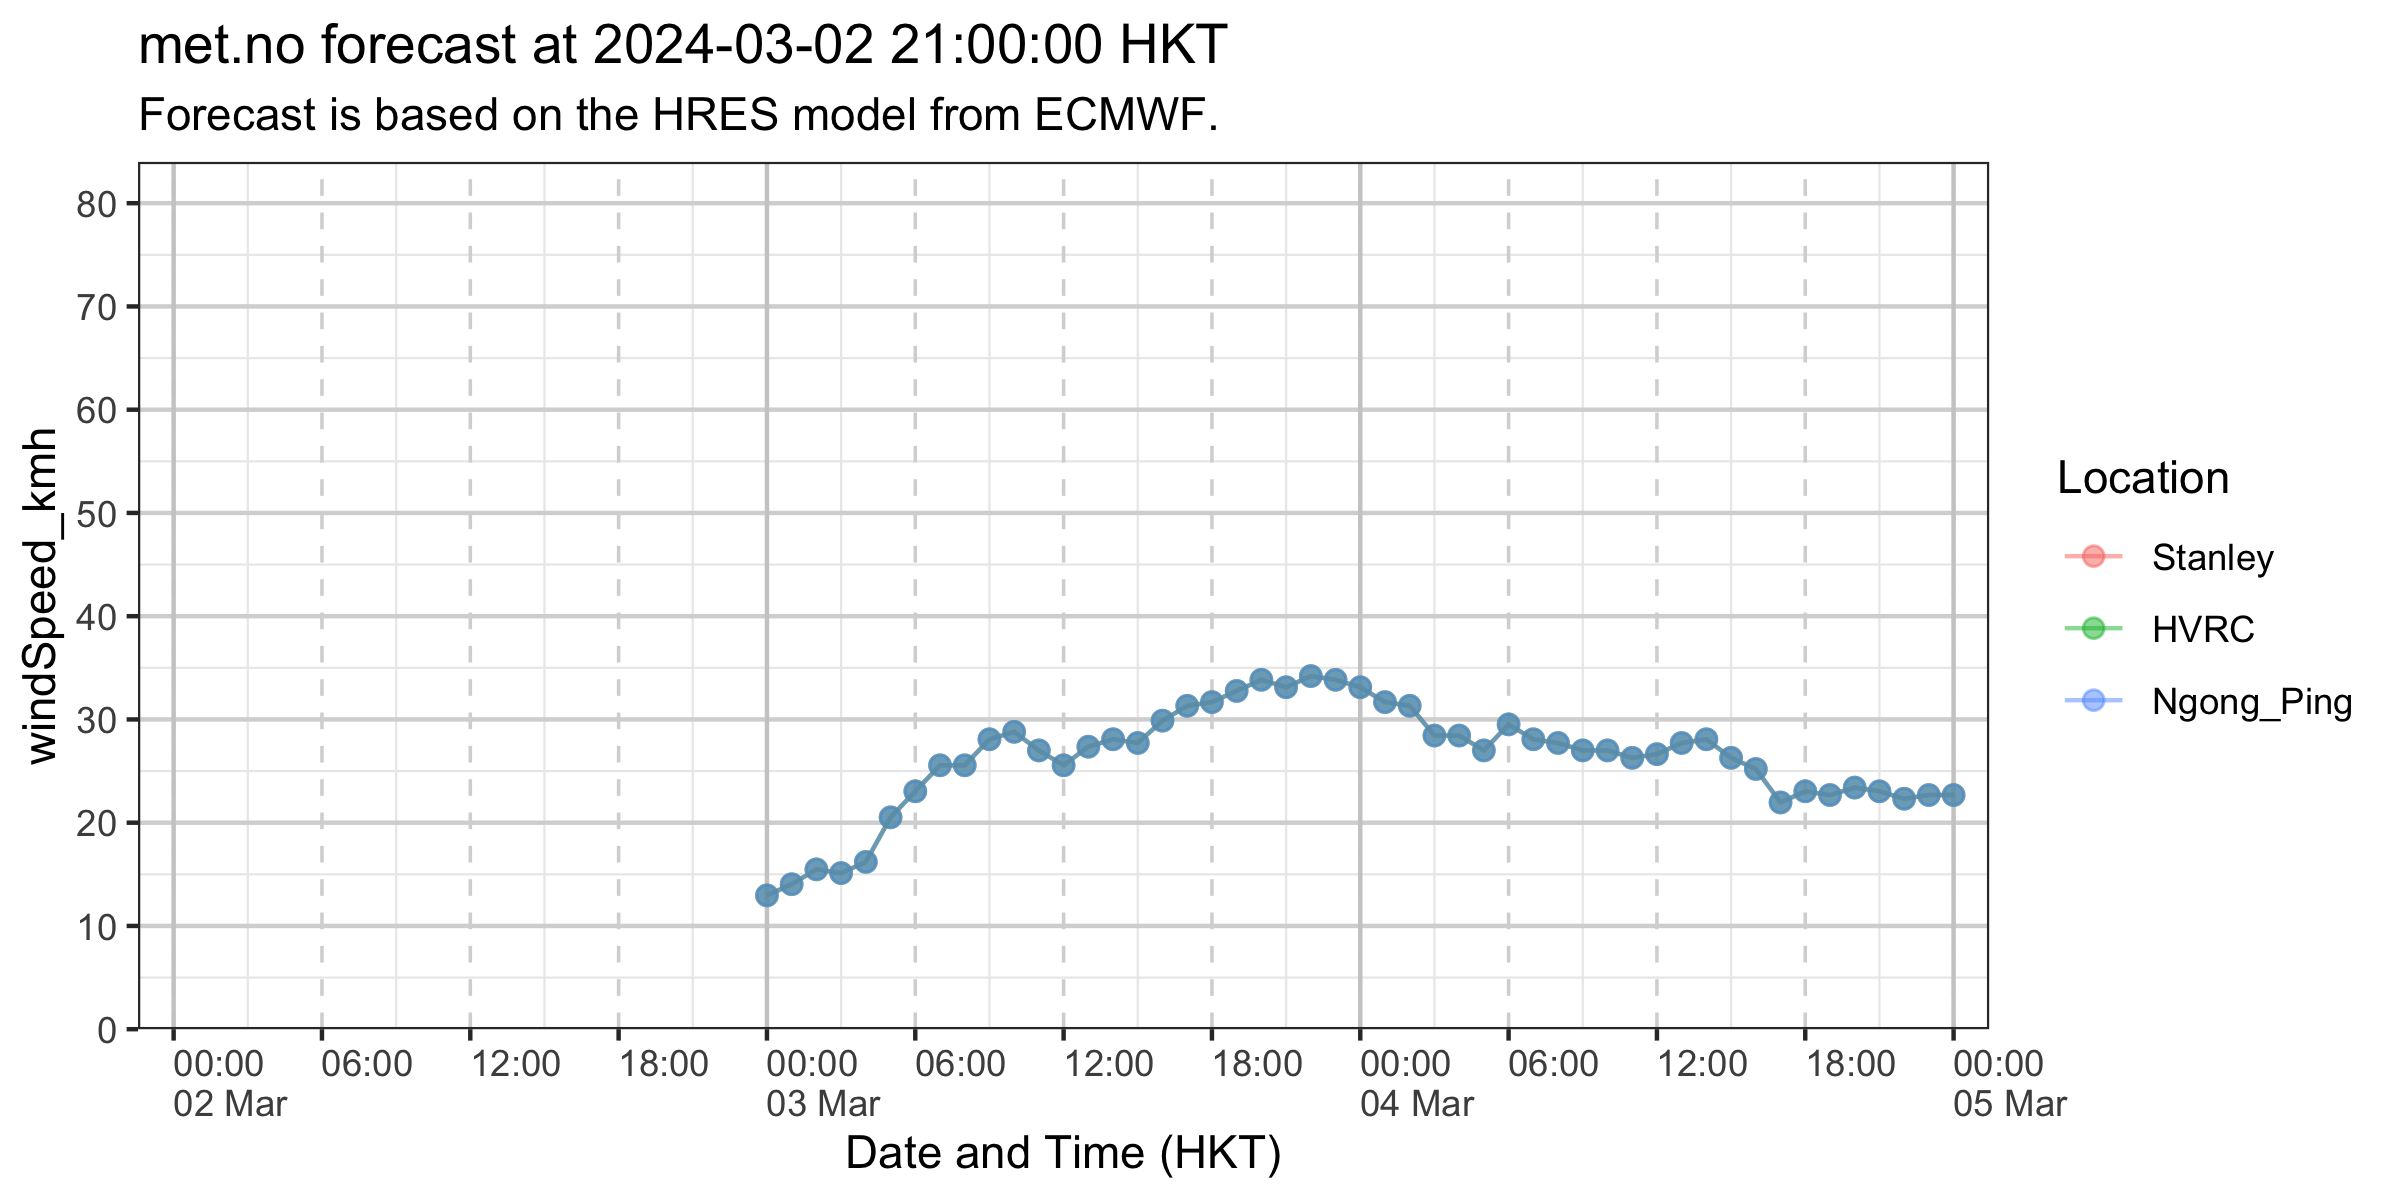 met.no forecast at 2024-03-02 21:00:00 HKT
Forecast is based on the HRES model from ECMWF.
windSpeed_kmh
80
70
60
50
40
30
20
10
0
00:00 06:00 12:00 18:00 00:00 06:00 12:00 18:00 00:00 06:00 12:00 18:00 00:00
02 Mar 03 Mar 04 Mar 05 Mar
Date and Time (HKT)
Location
Stanley
HVRC
Ngong_Ping